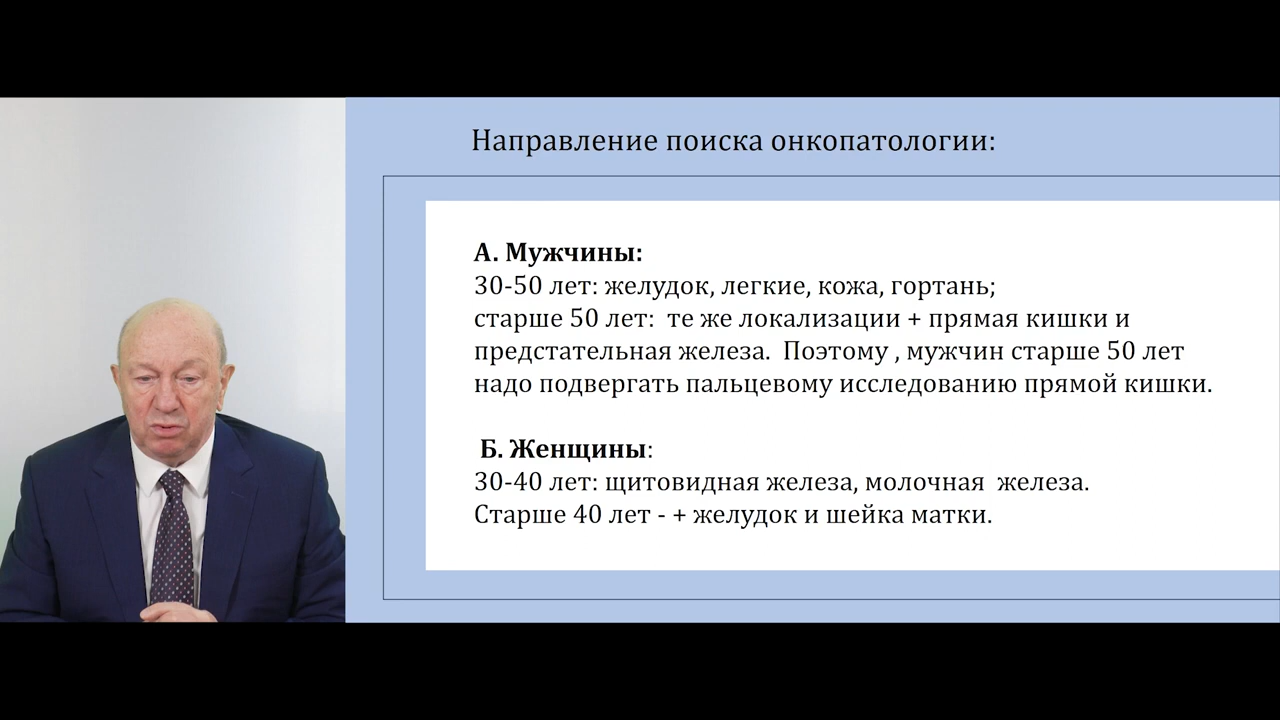 Направление поиска онкопатологии:
А. Мужчины:
30-50 лет: желудок, легкие, кожа, гортань;
старше 50 лет:  те же локализации + прямая кишки и
предстательная железа.  Поэтому , мужчин старше 50 лет
надо подвергать пальцевому исследованию прямой кишки.
Б. Женщины:
30-40 лет: щитовидная железа, молочная  железа.
Старше 40 лет - + желудок и шейка матки.